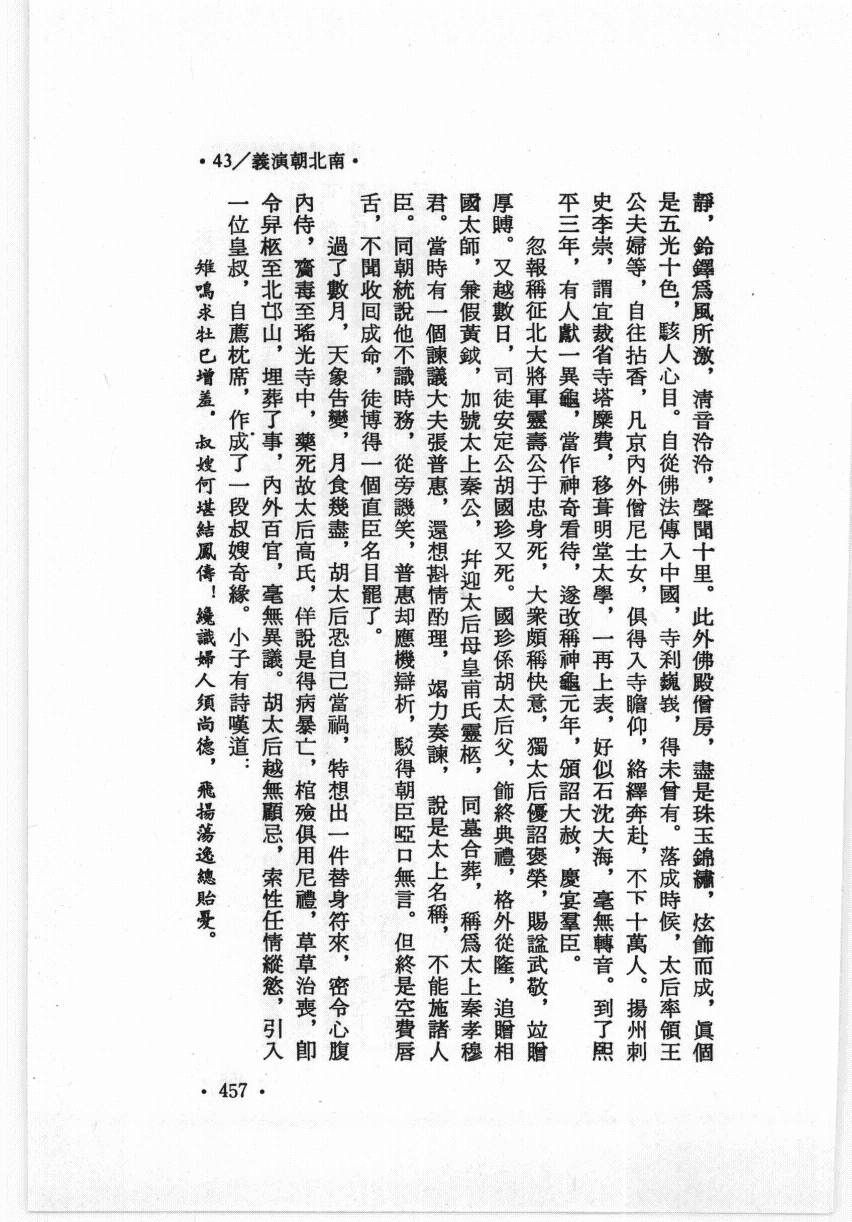 •南北朝演義／43•
靜，鈴鐸爲風所激，清音泠泠，聲聞十里。此外佛殿僧房，盡是珠玉錦繡，炫飾而成，眞個
是五光十色，駭人心目。自從佛法傳入中國，寺刹巍峩，得未曾有。落成時候，太后率領王
公夫婦等，自往拈香，凡京內外僧尼士女，俱得入寺瞻仰，絡繹奔赴，不下十萬人。揚州刺
史李崇，謂宜裁省寺塔糜費，移葺明堂太學，一再上表，好似石沈大海，毫無轉音。到了熙
平三年，有人獻一異龜，當作神奇看待，遂改稱神龜元年，頒詔大赦，慶宴羣臣。
忽報稱征北大將軍靈壽公于忠身死，大衆頗稱快意，獨太后優詔褒榮，賜諡武敬，竝贈
厚賻。又越數日，司徒安定公胡國珍又死。國珍係胡太后父，飾終典禮，格外從隆，追贈相
國太師，兼假黃鉞，加號太上秦公，幷迎太后母皇甫氏靈柩，同墓合葬，稱爲太上秦孝穆
君。當時有一個諫議大夫張普惠，還想斟情酌理，竭力奏諫，說是太上名稱，不能施諸人
臣。同朝統說他不識時務，從旁譏笑，普惠却應機辯析，駁得朝臣啞口無言。但終是空費唇
舌，不聞收回成命，徒博得一個直臣名目罷了。
過了數月，天象告變，月食幾盡，胡太后恐自己當禍，特想出一件替身符來，密令心腹
內侍，齎毒至瑤光寺中，藥死故太后高氏，佯說是得病暴亡，棺殮俱用尼禮，草草治喪，卽
令舁柩至北邙山，埋葬了事，內外百官，毫無異議。胡太后越無顧忌，索性任情縱慾，引入
一位皇叔，自薦枕席，作成了一段叔嫂奇緣。小子有詩嘆道：
雉鳴求牡已增羞，叔嫂何堪結鳳儔！纔識婦人須尚德，飛揚蕩逸總貽憂。
•457•